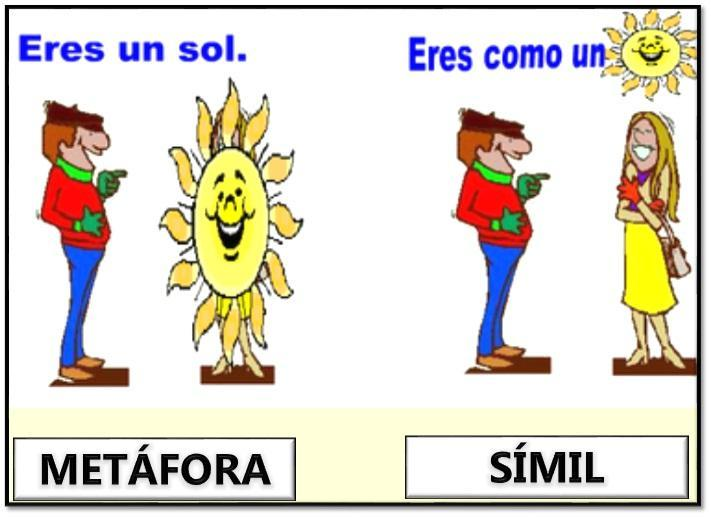 Eres un sol.
Eres como un
METÁFORA
SÍMIL